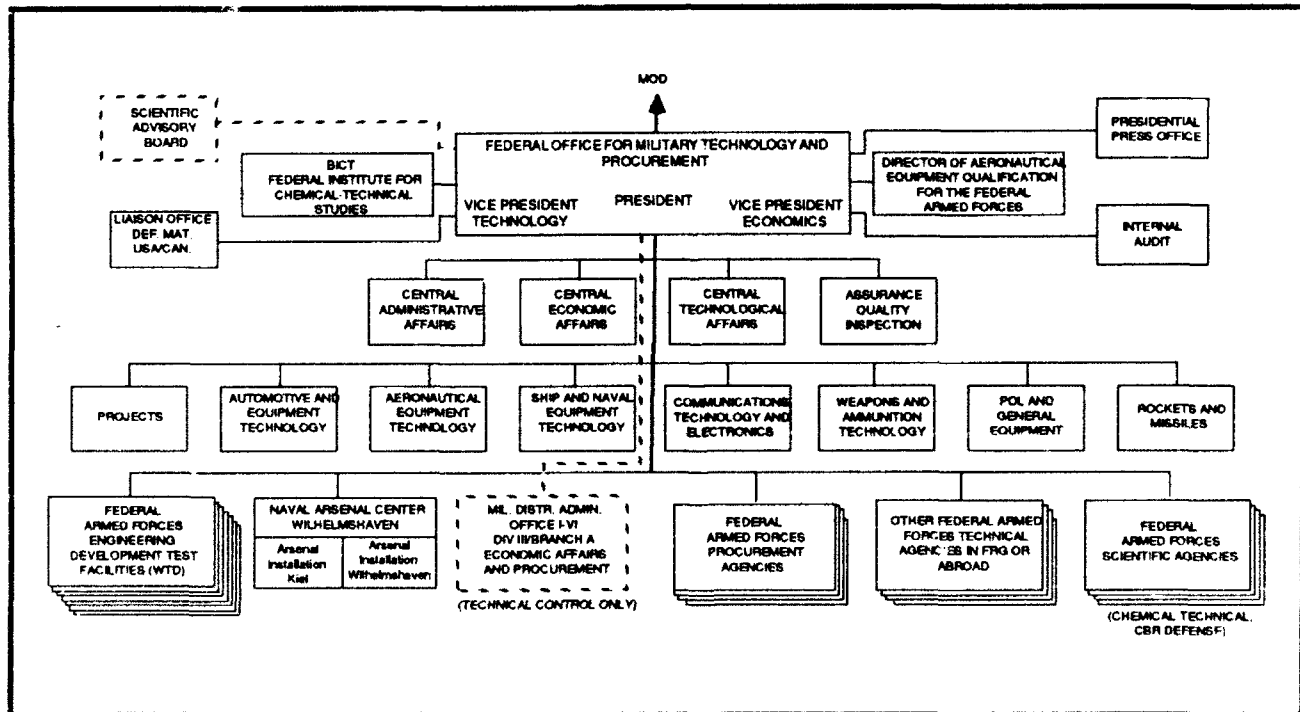 MOD
SCIENTIFIC
ADVISORY
BOARD
PRESIDENTIAL
PRESS OFFICE
FEDERAL OFFICE FOR MILITARY TECHNOLOGY AND
PROCUREMENT
PRESIDENT
VICE PRESIDENT
TECHNOLOGY
VICE PRESIDENT
ECONOMICS
BICT
FEDERAL INSTITUTE FOR
CHEMICAL-TECHNICAL
STUDIES
DIRECTOR OF AERONAUTICAL
EQUIPMENT QUALIFICATION
FOR THE FEDERAL
ARMED FORCES
LIAISON OFFICE
DEF. MAT.
USA/CAN.
INTERNAL
AUDIT
CENTRAL
ADMINISTRATIVE
AFFAIRS
CENTRAL
ECONOMIC
AFFAIRS
CENTRAL
TECHNOLOGICAL
AFFAIRS
ASSURANCE
QUALITY
INSPECTION
PROJECTS
AUTOMOTIVE AND
EQUIPMENT
TECHNOLOGY
AERONAUTICAL
EQUIPMENT
TECHNOLOGY
SHIP AND NAVAL
EQUIPMENT
TECHNOLOGY
COMMUNICATIONS
TECHNOLOGY AND
ELECTRONICS
WEAPONS AND
AMMUNITION
TECHNOLOGY
POL AND
GENERAL
EQUIPMENT
ROCKETS AND
MISSILES
FEDERAL
ARMED FORCES
ENGINEERING
DEVELOPMENT TEST
FACILITIES (WTD)
NAVAL ARSENAL CENTER
WILHELMSHAVEN
Arsenal
Installation
Kiel
Arsenal
Installation
Wilhelmshaven
MIL. DISTR. ADMIN.
OFFICE I-VI
DIV III/BRANCH A
ECONOMIC AFFAIRS
AND PROCUREMENT
(TECHNICAL CONTROL ONLY)
FEDERAL
ARMED FORCES
PROCUREMENT
AGENCIES
OTHER FEDERAL ARMED
FORCES TECHNICAL
AGENCIES IN FRG OR
ABROAD
FEDERAL
ARMED FORCES
SCIENTIFIC AGENCIES
(CHEMICAL TECHNICAL,
CBR DEFENSE)